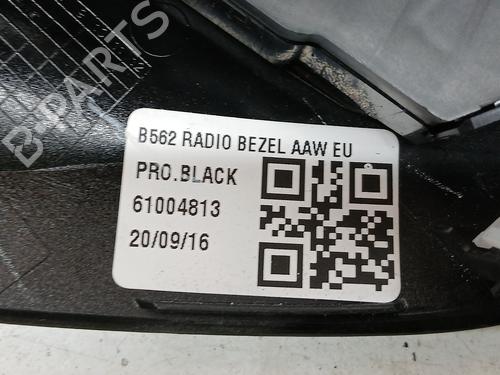 B-PARTS
B562 RADIO BEZEL AAW EU
PRO.BLACK
61004813
20/09/16